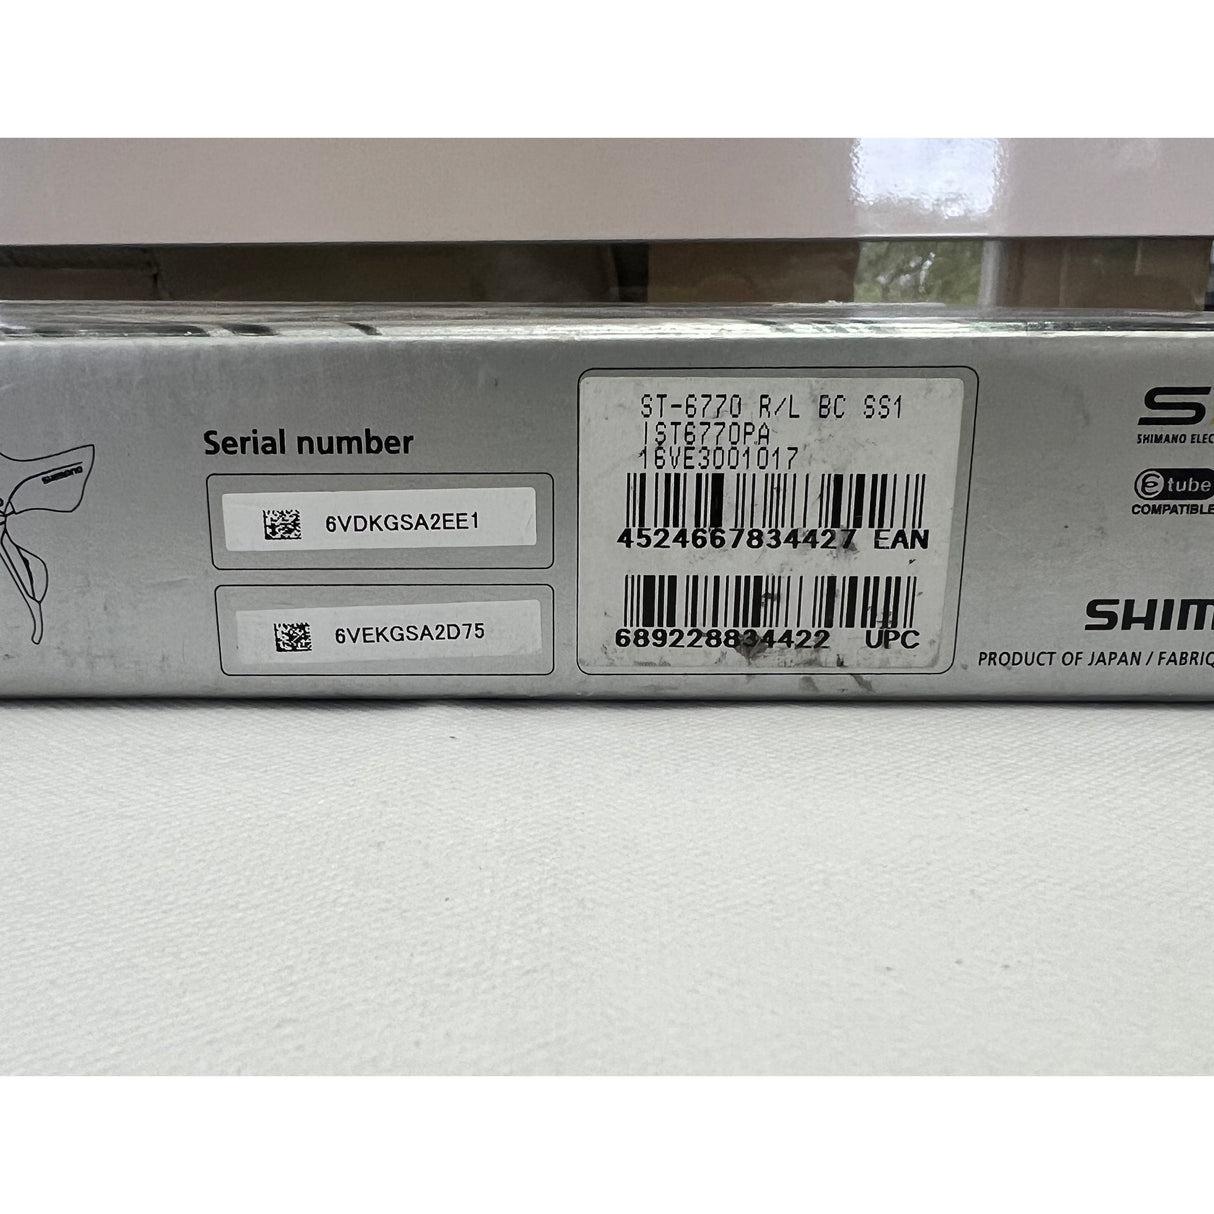 SHIMANO
Serial number
6VDKGSA2EE1
6VEKGSA2D75
ST-6770 R/L BC SS1
IST6770PA
16VE3001017
4524667834427 EAN
689228834422 UPC
S
SHIMANO ELEC
E tube
COMPATIBLE
SHIM
PRODUCT OF JAPAN / FABRIQ